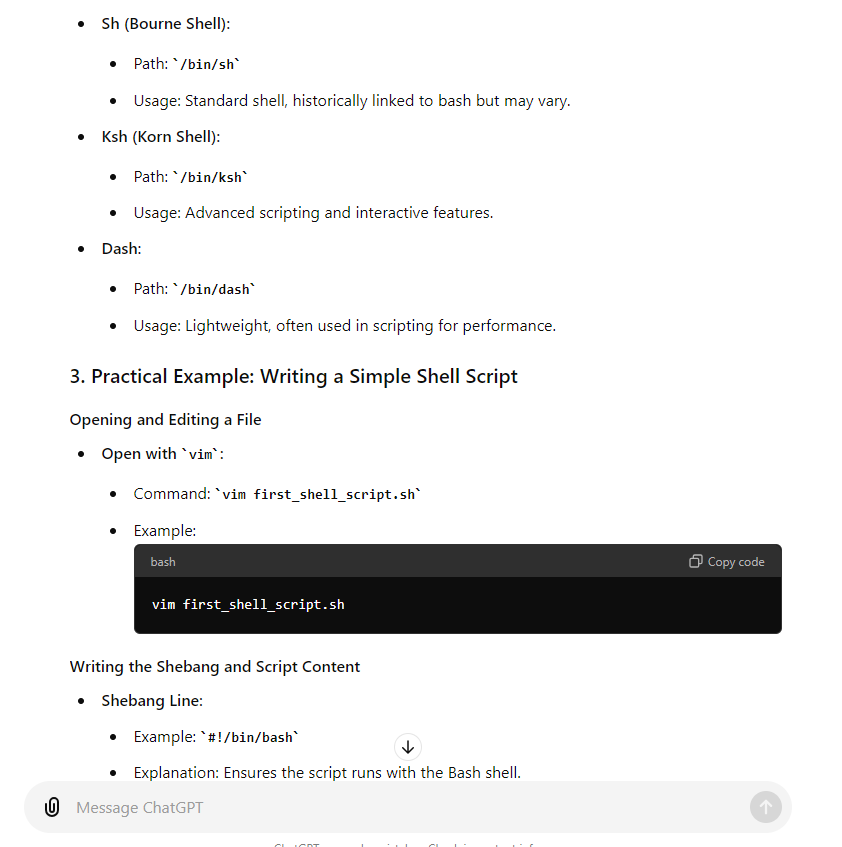 Sh (Bourne Shell):
Path: `/bin/sh`
Usage: Standard shell, historically linked to bash but may vary.
Ksh (Korn Shell):
Path: `/bin/ksh`
Usage: Advanced scripting and interactive features.
Dash:
Path: `/bin/dash`
Usage: Lightweight, often used in scripting for performance.
3. Practical Example: Writing a Simple Shell Script
Opening and Editing a File
Open with `vim`:
Command: `vim first_shell_script.sh`
Example:
bash Copy code
vim first_shell_script.sh
Writing the Shebang and Script Content
Shebang Line:
Example: `#!/bin/bash`
Explanation: Ensures the script runs with the Bash shell.
Message ChatGPT